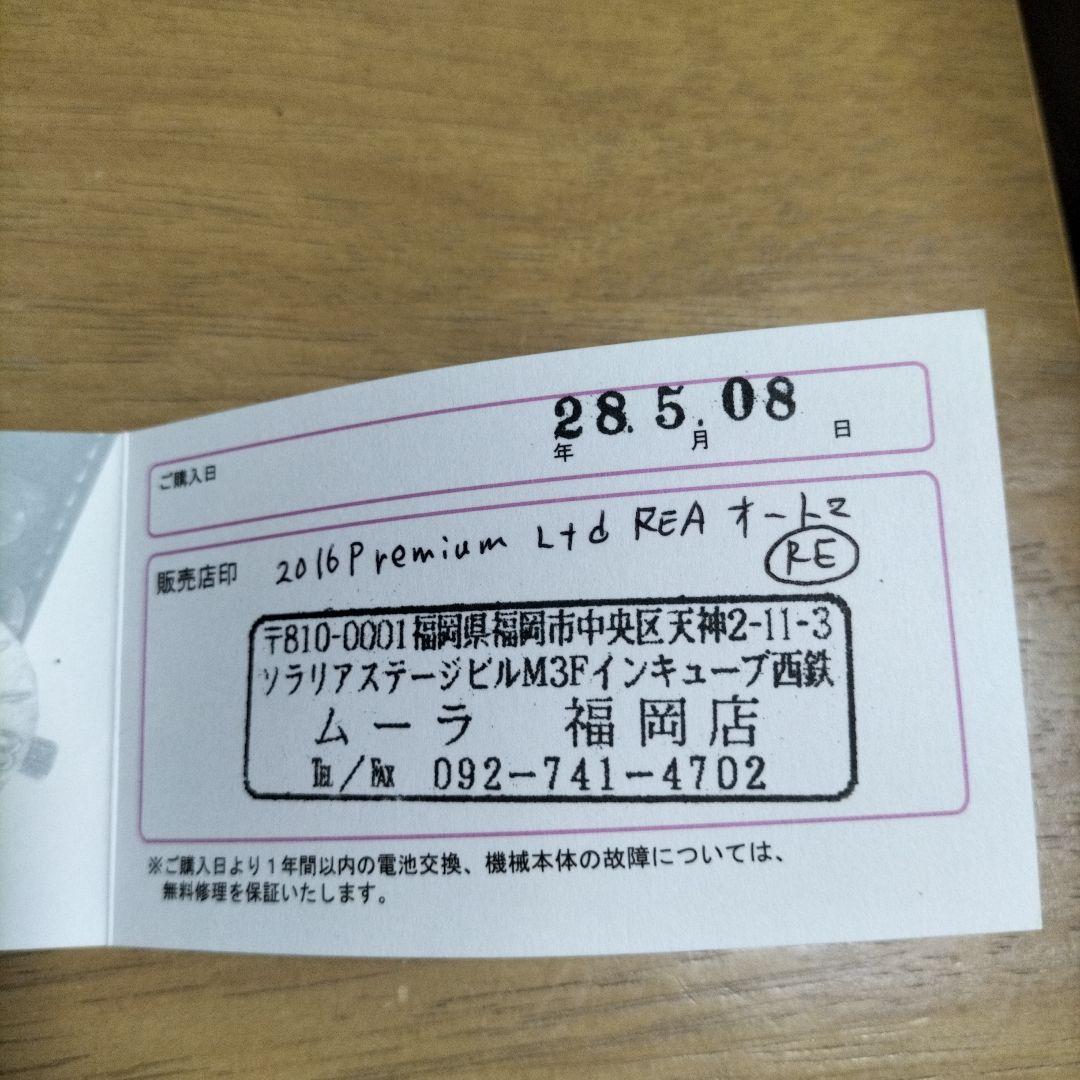 ご購入日
28. 5. 08
年 月 日
販売店印
2016 Premium Ltd REA オートマ
RE
〒810-0001福岡県福岡市中央区天神2-11-3
ソラリアステージビルM3Fインキューブ西鉄
ムーラ 福岡店
TEL/FAX 092-741-4702
※ご購入日より1年間以内の電池交換、機械本体の故障については、
無料修理を保証いたします。